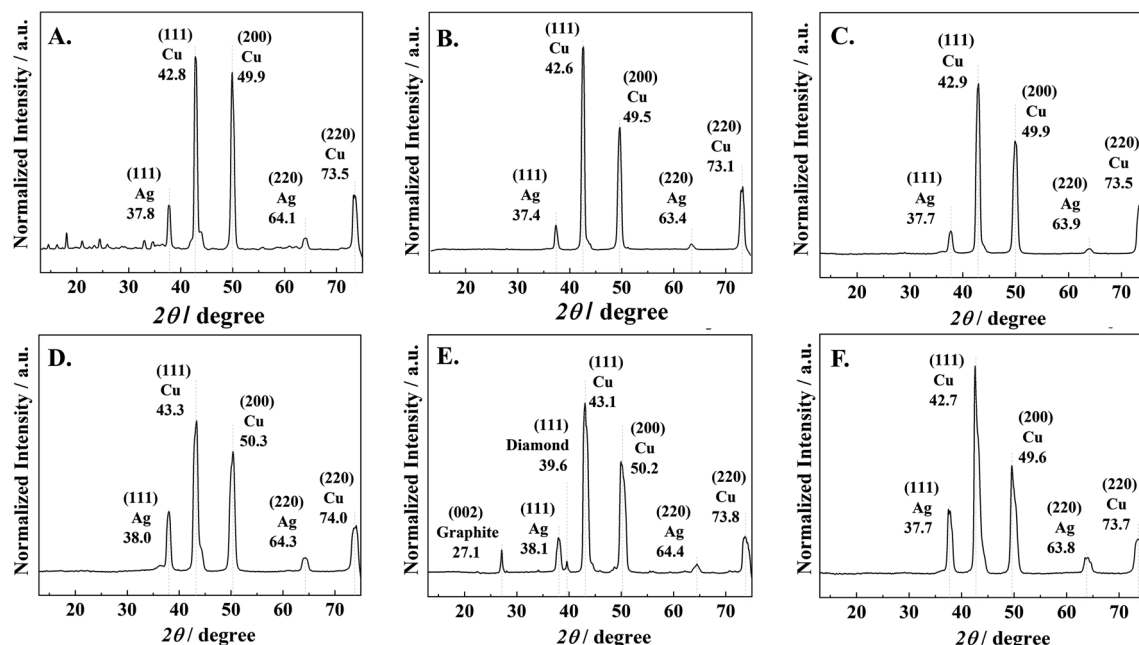 A.
Normalized Intensity / a.u.
(111)
Cu
42.8
(200)
Cu
49.9
(111)
Ag
37.8
(220)
Ag
64.1
(220)
Cu
73.5
20 30 40 50 60 70
2θ / degree
B.
Normalized Intensity / a.u.
(111)
Cu
42.6
(200)
Cu
49.5
(111)
Ag
37.4
(220)
Ag
63.4
(220)
Cu
73.1
20 30 40 50 60 70
2θ / degree
C.
Normalized Intensity / a.u.
(111)
Cu
42.9
(200)
Cu
49.9
(111)
Ag
37.7
(220)
Ag
63.9
(220)
Cu
73.5
20 30 40 50 60 70
2θ / degree
D.
Normalized Intensity / a.u.
(111)
Cu
43.3
(200)
Cu
50.3
(111)
Ag
38.0
(220)
Ag
64.3
(220)
Cu
74.0
20 30 40 50 60 70
2θ / degree
E.
Normalized Intensity / a.u.
(111)
Cu
43.1
(111)
Diamond
39.6
(200)
Cu
50.2
(002)
Graphite
27.1
(111)
Ag
38.1
(220)
Ag
64.4
(220)
Cu
73.8
20 30 40 50 60 70
2θ / degree
F.
Normalized Intensity / a.u.
(111)
Cu
42.7
(200)
Cu
49.6
(111)
Ag
37.7
(220)
Ag
63.8
(220)
Cu
73.7
20 30 40 50 60 70
2θ / degree